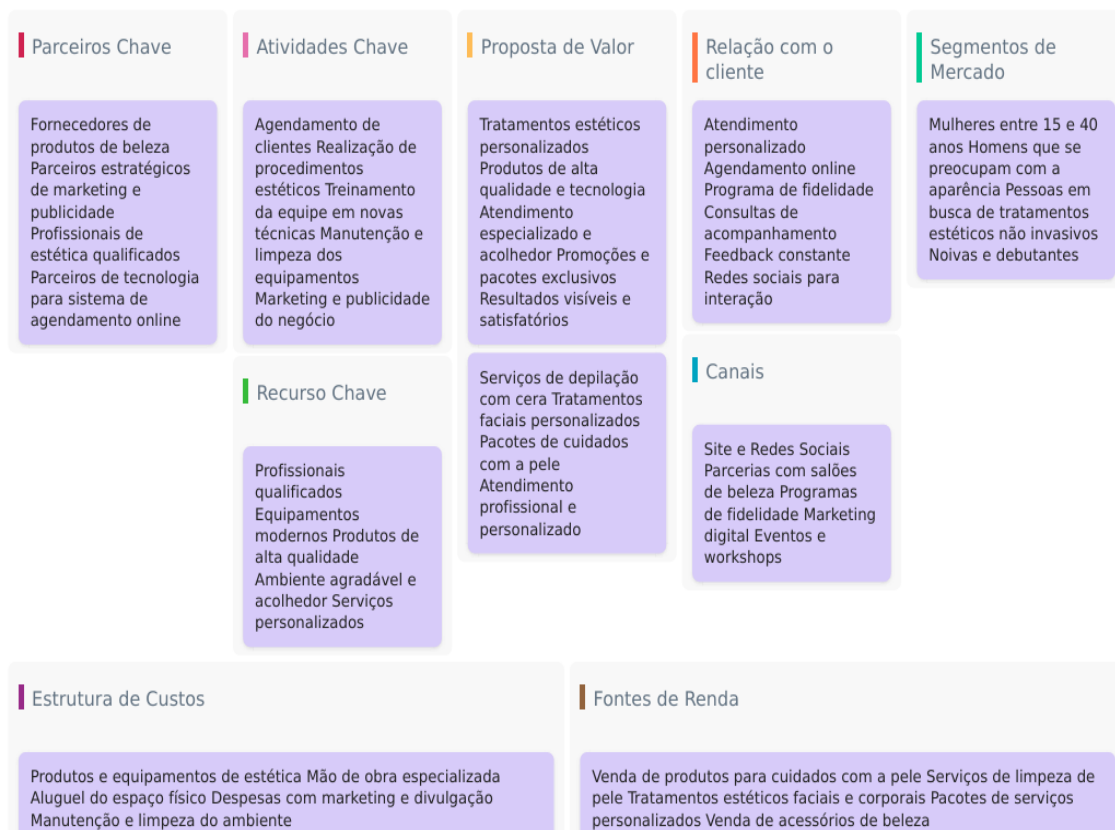 Parceiros Chave
Fornecedores de
produtos de beleza
Parceiros estratégicos
de marketing e
publicidade
Profissionais de
estética qualificados
Parceiros de tecnologia
para sistema de
agendamento online
Atividades Chave
Agendamento de
clientes Realização de
procedimentos
estéticos Treinamento
da equipe em novas
técnicas Manutenção e
limpeza dos
equipamentos
Marketing e publicidade
do negócio
Recurso Chave
Profissionais
qualificados
Equipamentos
modernos Produtos de
alta qualidade
Ambiente agradável e
acolhedor Serviços
personalizados
Proposta de Valor
Tratamentos estéticos
personalizados
Produtos de alta
qualidade e tecnologia
Atendimento
especializado e
acolhedor Promoções e
pacotes exclusivos
Resultados visíveis e
satisfatórios
Serviços de depilação
com cera Tratamentos
faciais personalizados
Pacotes de cuidados
com a pele
Atendimento
profissional e
personalizado
Relação com o
cliente
Atendimento
personalizado
Agendamento online
Programa de fidelidade
Consultas de
acompanhamento
Feedback constante
Redes sociais para
interação
Canais
Site e Redes Sociais
Parcerias com salões
de beleza Programas
de fidelidade Marketing
digital Eventos e
workshops
Segmentos de
Mercado
Mulheres entre 15 e 40
anos Homens que se
preocupam com a
aparência Pessoas em
busca de tratamentos
estéticos não invasivos
Noivas e debutantes
Estrutura de Custos
Produtos e equipamentos de estética Mão de obra especializada
Aluguel do espaço físico Despesas com marketing e divulgação
Manutenção e limpeza do ambiente
Fontes de Renda
Venda de produtos para cuidados com a pele Serviços de limpeza de
pele Tratamentos estéticos faciais e corporais Pacotes de serviços
personalizados Venda de acessórios de beleza